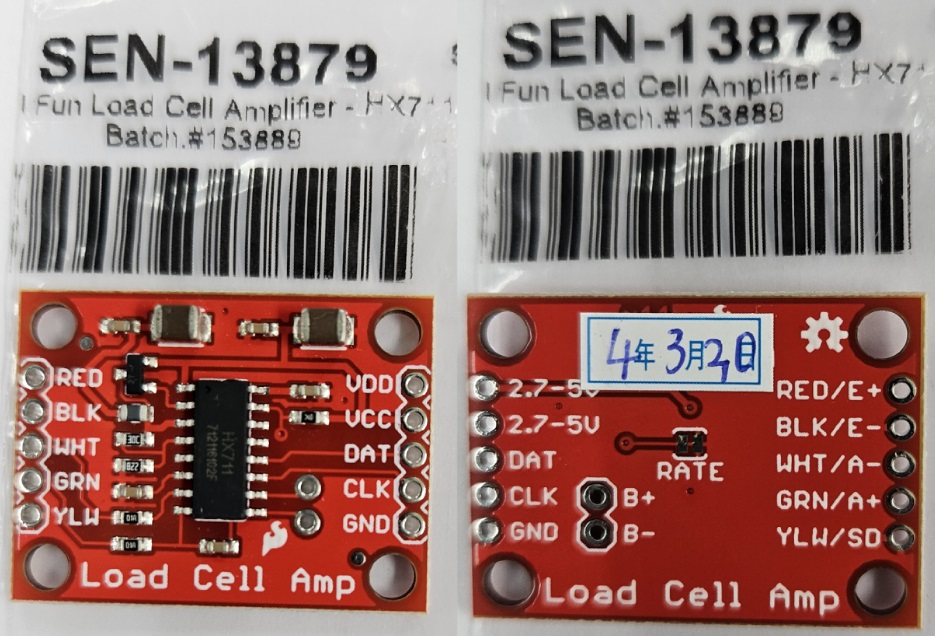 SEN-13879
Fun Load Cell Amplifier - HX7
Batch.#153889
RED
BLK
WHT
GRN
YLW
HX711
VDD
VCC
DAT
CLK
GND
Load Cell Amp
SEN-13879
Fun Load Cell Amplifier - HX7
Batch.#153889
4年3月2日
2.7-5V
2.7-5V
DAT
CLK
GND
B+
B-
RATE
RED/E+
BLK/E-
WHT/A-
GRN/A+
YLW/SD
Load Cell Amp